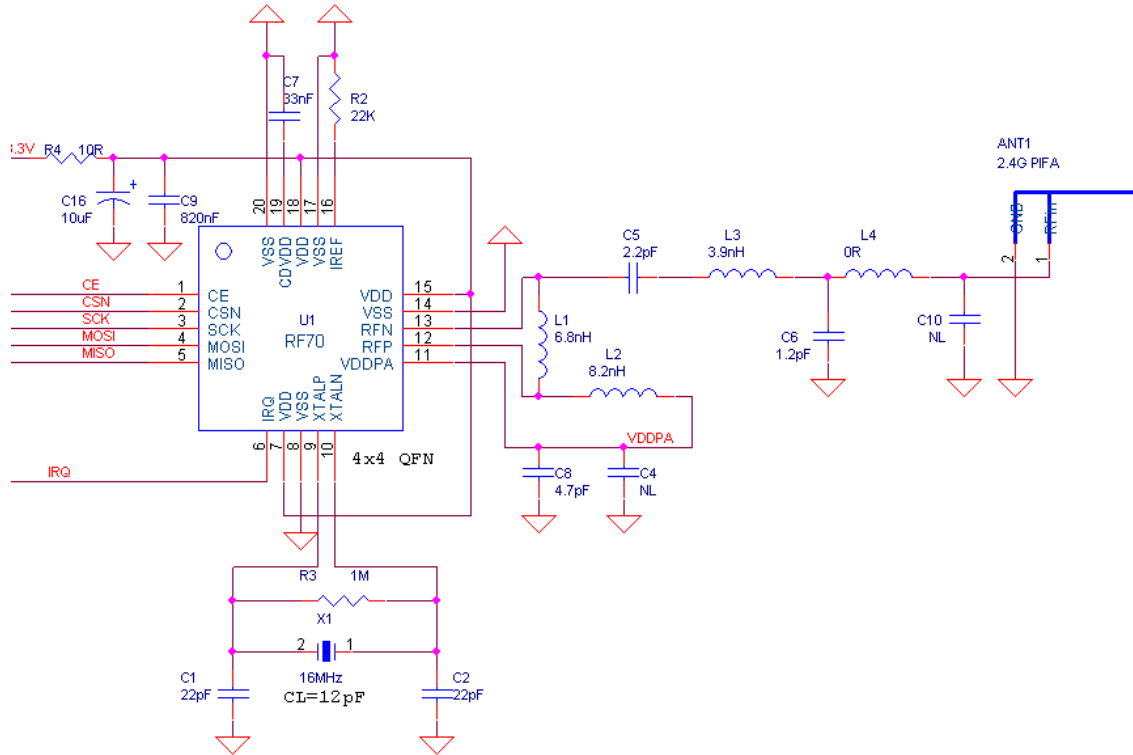 C7
33nF
R2
22K
3.3V
R4 10R
ANT1
2.4G PIFA
C16
10uF
+
C9
820nF
20
19
18
17
16
VSS
CDVDD
VDD
VSS
IREF
GND
RFin
2
1
C5
2.2pF
L3
3.9nH
L4
0R
CE
CSN
SCK
MOSI
MISO
1
2
3
4
5
CE
CSN
SCK
MOSI
MISO
U1
RF70
VDD
VSS
RFN
RFP
VDDPA
15
14
13
12
11
L1
6.8nH
L2
8.2nH
C6
1.2pF
C10
NL
IRQ
VDD
VSS
XTALP
XTALN
6
7
8
9
10
4x4 QFN
VDDPA
IRQ
C8
4.7pF
C4
NL
R3 1M
X1
2
1
16MHz
CL=12pF
C1
22pF
C2
22pF